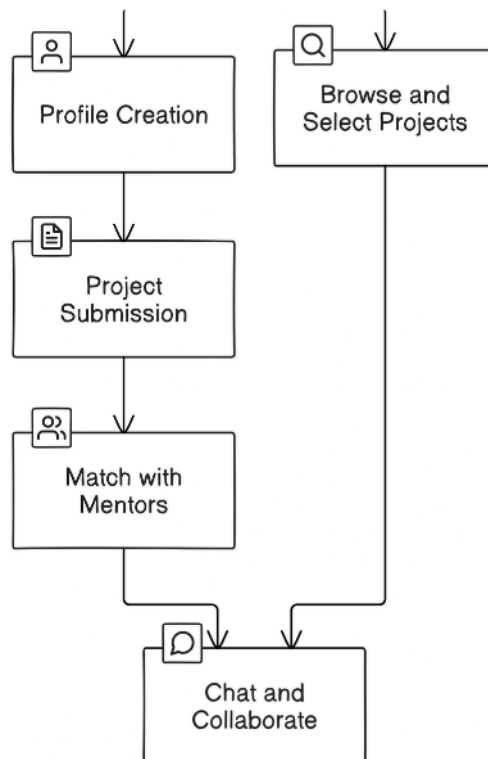 Profile Creation
Browse and
Select Projects
Project
Submission
Match with
Mentors
Chat and
Collaborate